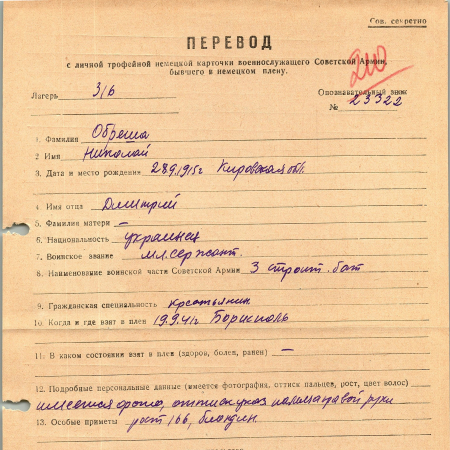 Сов. секретно
ПЕРЕВОД
с личной трофейной немецкой карточки военнослужащего Советской Армии,
бывшего в немецком плену.
210
Лагерь 3/6
Опознавательный знак
№ 23322
1. Фамилия Обреша
2 Имя Николай
3. Дата и место рождения 28.9.1915г Кировская обл.
4. Имя отца Дмитрий
5. Фамилия матери —
6. Национальность украинец
7. Воинское звание мл.сержант.
8. Наименование воинской части Советской Армии 3 строит. бат
9. Гражданская специальность крестьянин
10. Когда и где взят в плен 19.9.41г Борисполь
11. В каком состоянии взят в плен (здоров, болен, ранен) —
12. Подробные персональные данные (имеется фотография, оттиск пальцев, рост, цвет волос)
имеется фото, оттиск указ пальца правой руки
13. Особые приметы рост 166, блондин.